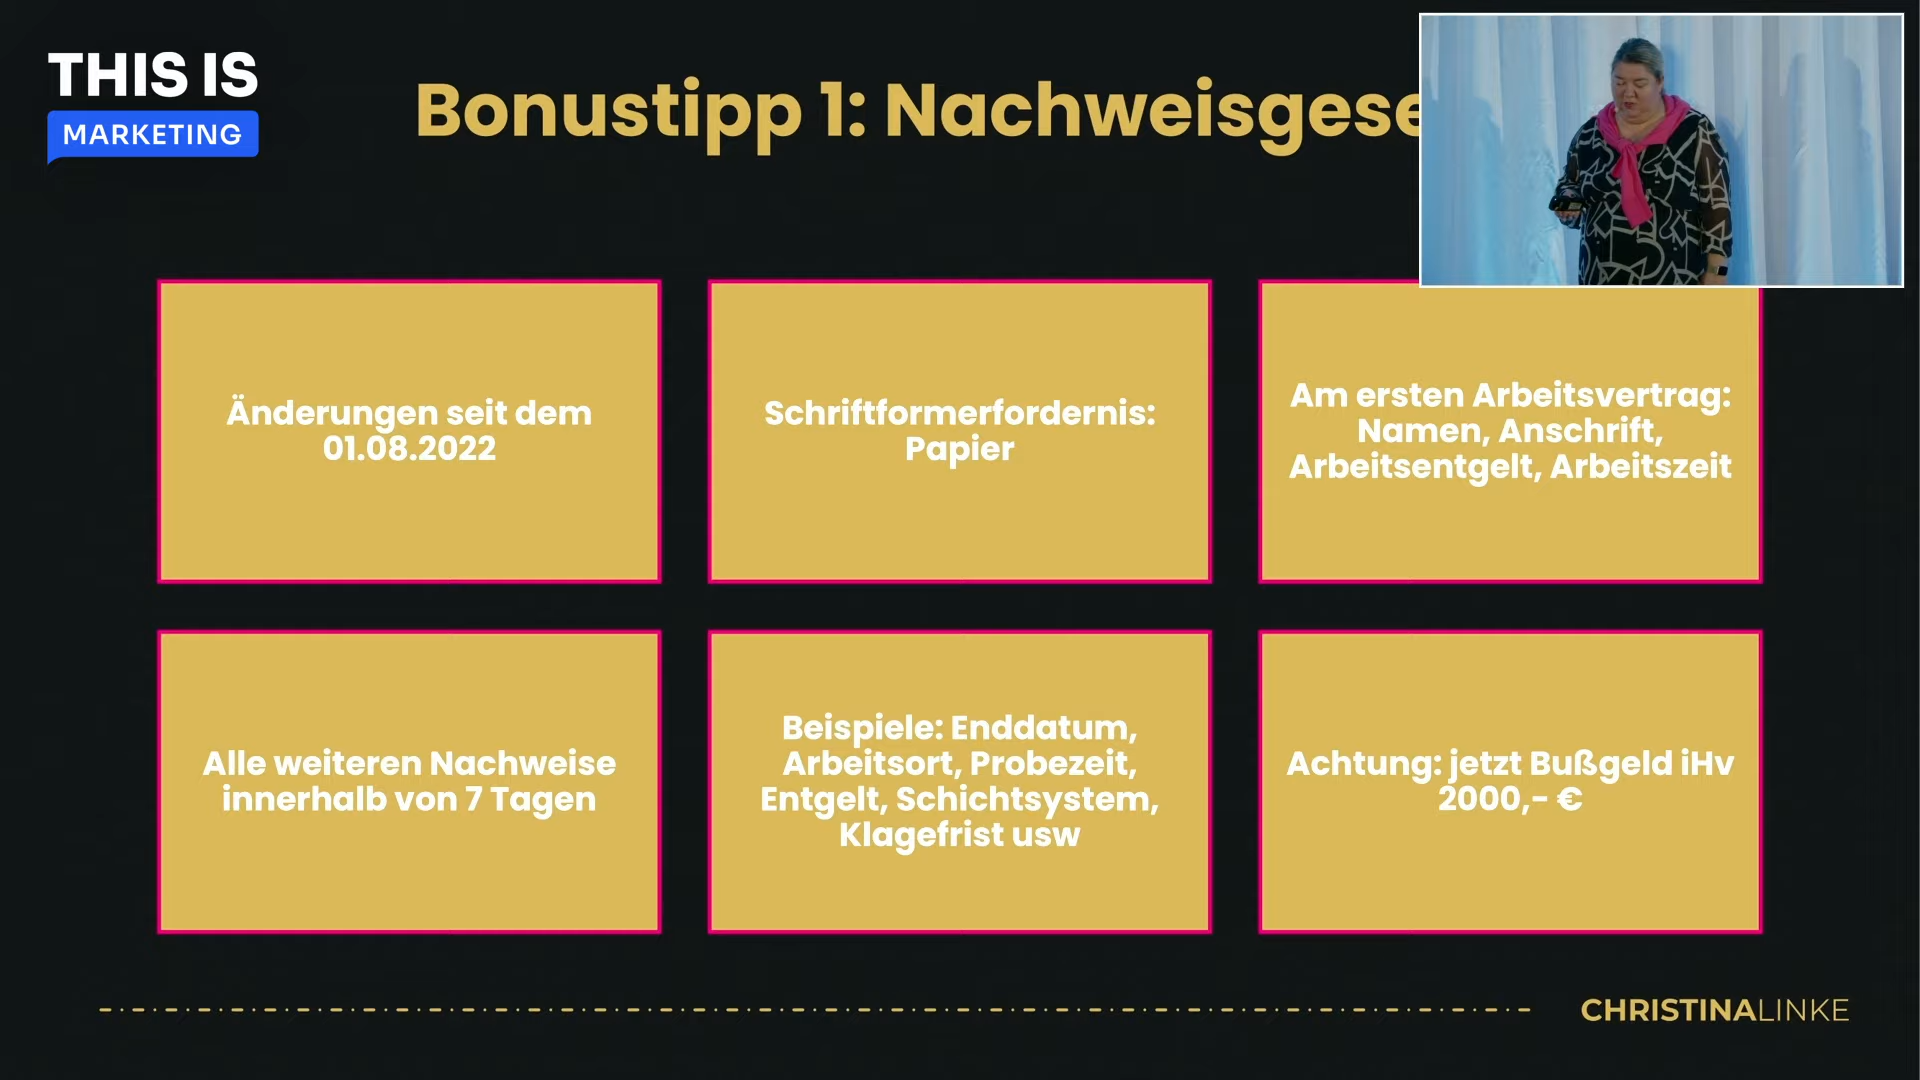 THIS IS
MARKETING
Bonustipp 1: Nachweisgese
Änderungen seit dem
01.08.2022
Schriftformerfordernis:
Papier
Am ersten Arbeitsvertrag:
Namen, Anschrift,
Arbeitsentgelt, Arbeitszeit
Alle weiteren Nachweise
innerhalb von 7 Tagen
Beispiele: Enddatum,
Arbeitsort, Probezeit,
Entgelt, Schichtsystem,
Klagefrist usw
Achtung: jetzt Bußgeld iHv
2000,- €
CHRISTINALINKE